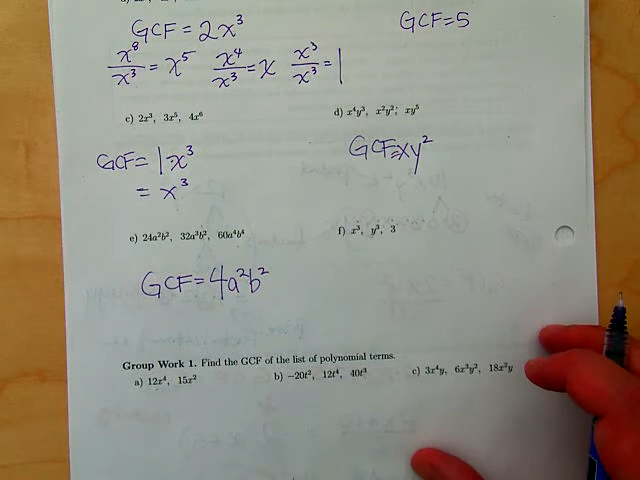 GCF = 2x³
GCF=5
x⁸/x³ = x⁵ x⁴/x³ = x x³/x³ = 1
c) 2x³, 3x⁵, 4x⁶
d) x⁴y³, x²y², xy⁵
GCF= 1x³
= x³
GCF=xy²
e) 24a²b², 32a³b², 60a⁴b⁴
f) x³, y³, 3
GCF=4a²b²
Group Work 1. Find the GCF of the list of polynomial terms.
a) 12x⁴, 15x²
b) −20t², 12t⁴, 40t³
c) 3x⁴y, 6x³y², 18x²y